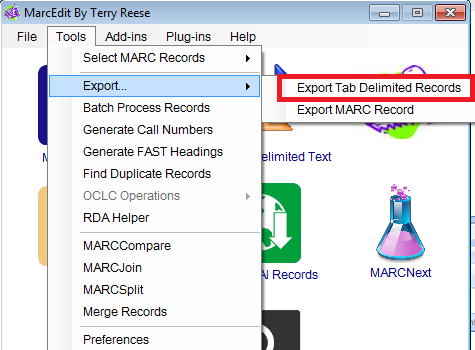 MarcEdit By Terry Reese
File Tools Add-ins Plug-ins Help
Select MARC Records
Export...
Export Tab Delimited Records
Batch Process Records
Export MARC Record
Generate Call Numbers
Generate FAST Headings
elimited Text
Find Duplicate Records
OCLC Operations
RDA Helper
MARCCompare
AI Records
MARCNext
MARCJoin
MARCSplit
Merge Records
Preferences